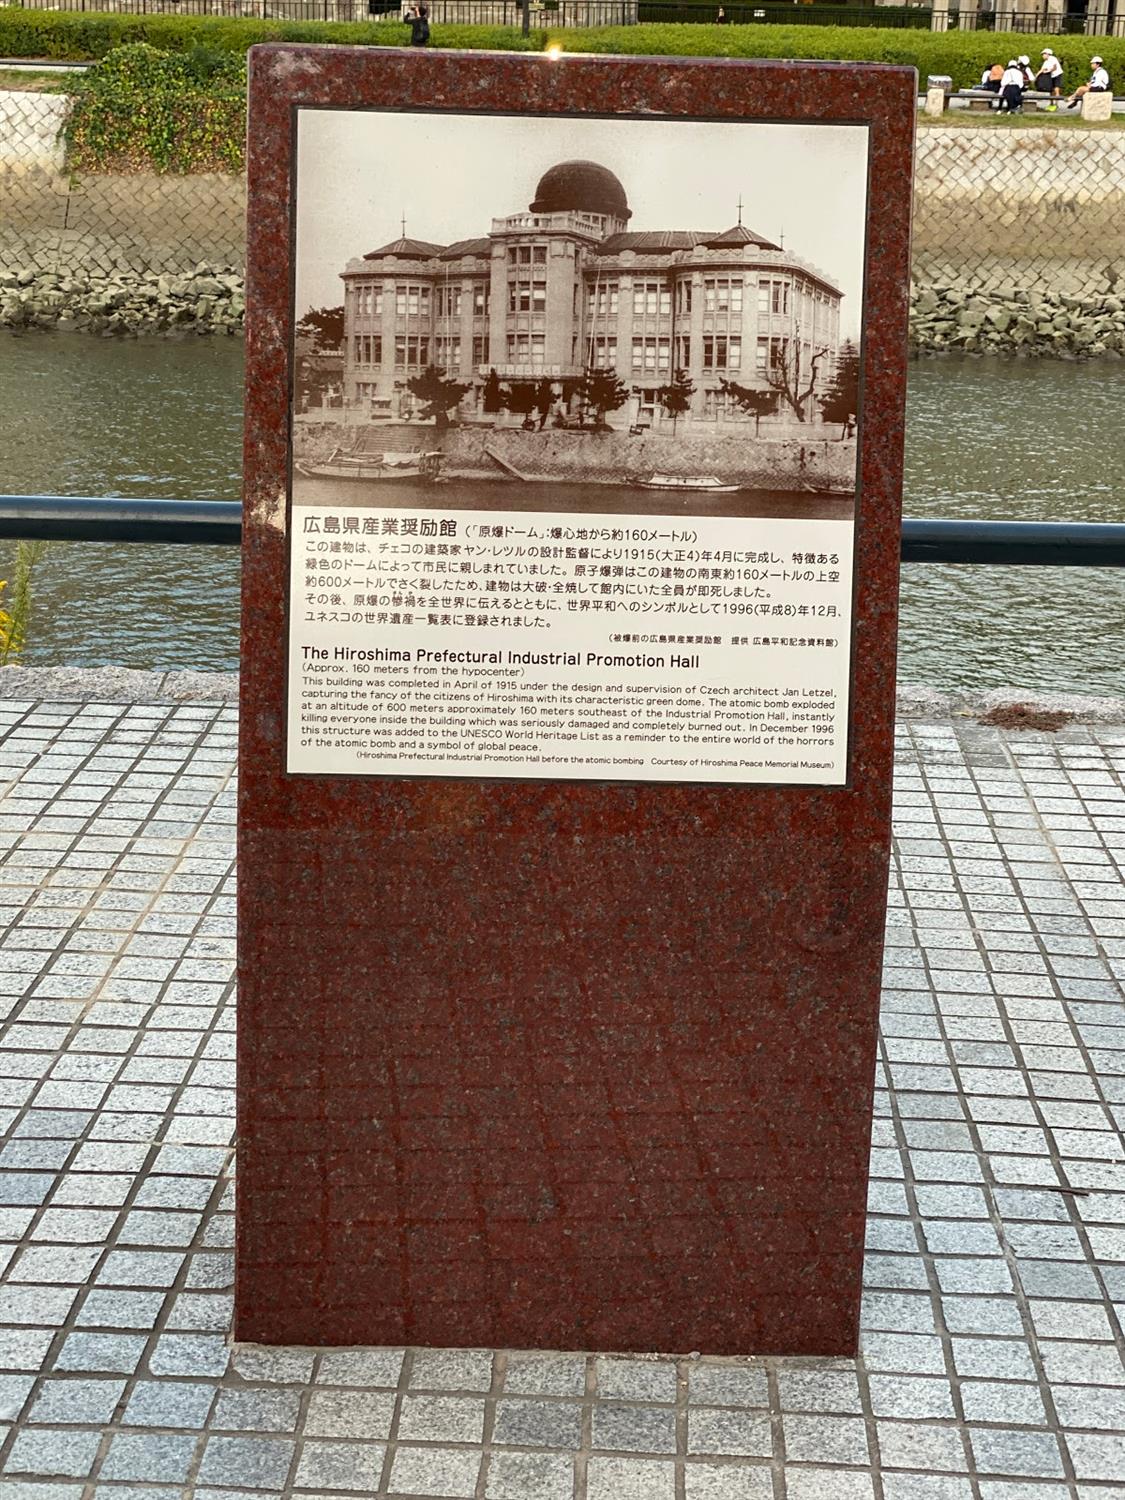 広島県産業奨励館（「原爆ドーム」：爆心地から約160メートル）
この建物は、チェコの建築家ヤン・レツルの設計監督により1915(大正4)年4月に完成し、特徴ある
緑色のドームによって市民に親しまれていました。原子爆弾はこの建物の南東約160メートルの上空
約600メートルでさく裂したため、建物は大破・全焼して館内にいた全員が即死しました。
その後、原爆の惨禍を全世界に伝えるとともに、世界平和へのシンボルとして1996(平成8)年12月、
ユネスコの世界遺産一覧表に登録されました。
（被爆前の広島県産業奨励館　提供 広島平和記念資料館）
The Hiroshima Prefectural Industrial Promotion Hall
(Approx. 160 meters from the hypocenter)
This building was completed in April of 1915 under the design and supervision of Czech architect Jan Letzel,
capturing the fancy of the citizens of Hiroshima with its characteristic green dome. The atomic bomb exploded
at an altitude of 600 meters approximately 160 meters southeast of the Industrial Promotion Hall, instantly
killing everyone inside the building which was seriously damaged and completely burned out. In December 1996
this structure was added to the UNESCO World Heritage List as a reminder to the entire world of the horrors
of the atomic bomb and a symbol of global peace.
(Hiroshima Prefectural Industrial Promotion Hall before the atomic bombing　Courtesy of Hiroshima Peace Memorial Museum)